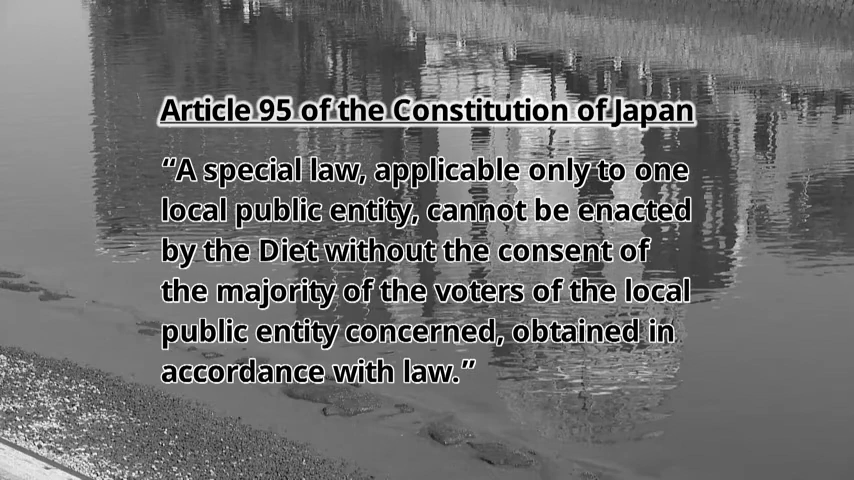 Article 95 of the Constitution of Japan
“A special law, applicable only to one
local public entity, cannot be enacted
by the Diet without the consent of
the majority of the voters of the local
public entity concerned, obtained in
accordance with law.”